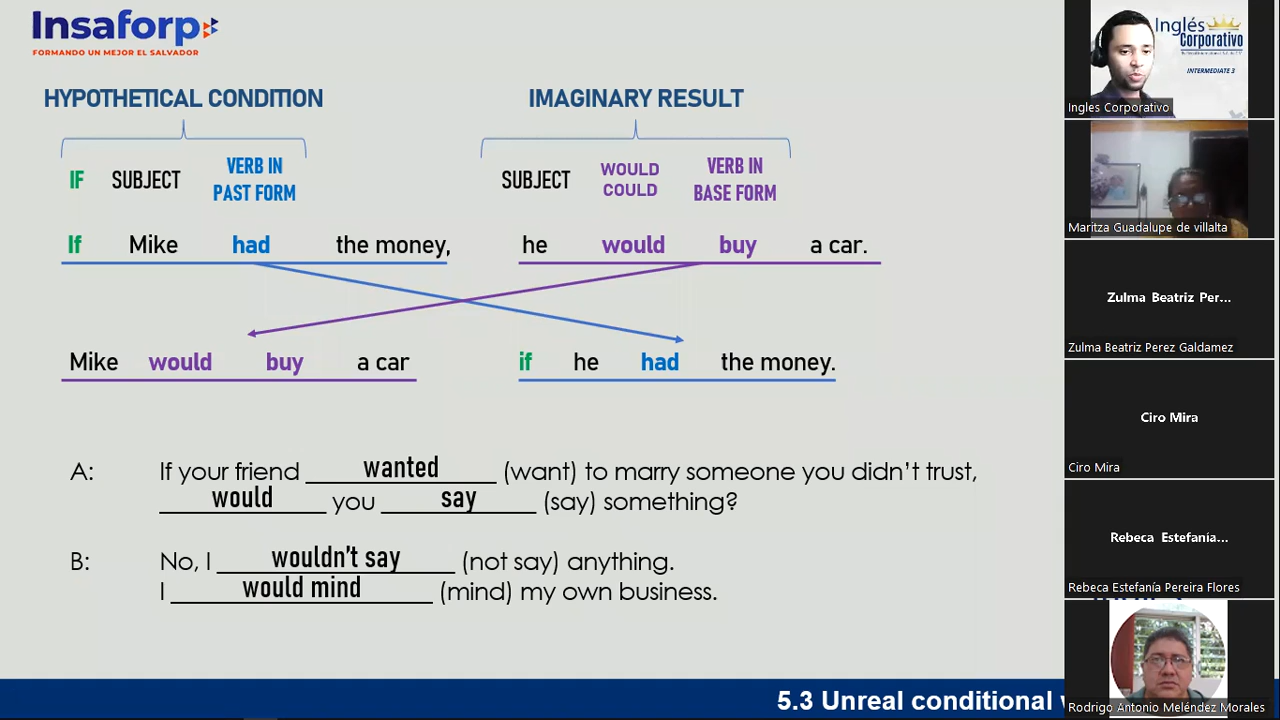 Insaforp
FORMANDO UN MEJOR EL SALVADOR
HYPOTHETICAL CONDITION
IMAGINARY RESULT
IF SUBJECT VERB IN PAST FORM
SUBJECT WOULD COULD VERB IN BASE FORM
If Mike had the money, he would buy a car.
Mike would buy a car if he had the money.
A: If your friend wanted (want) to marry someone you didn't trust,
would you say (say) something?
B: No, I wouldn't say (not say) anything.
I would mind (mind) my own business.
5.3 Unreal conditional
Inglés
Corporativo
INTERMEDIATE 3
Ingles Corporativo
Maritza Guadalupe de villalta
Zulma Beatriz Per...
Zulma Beatriz Perez Galdamez
Ciro Mira
Ciro Mira
Rebeca Estefanía...
Rebeca Estefanía Pereira Flores
Rodrigo Antonio Meléndez Morales